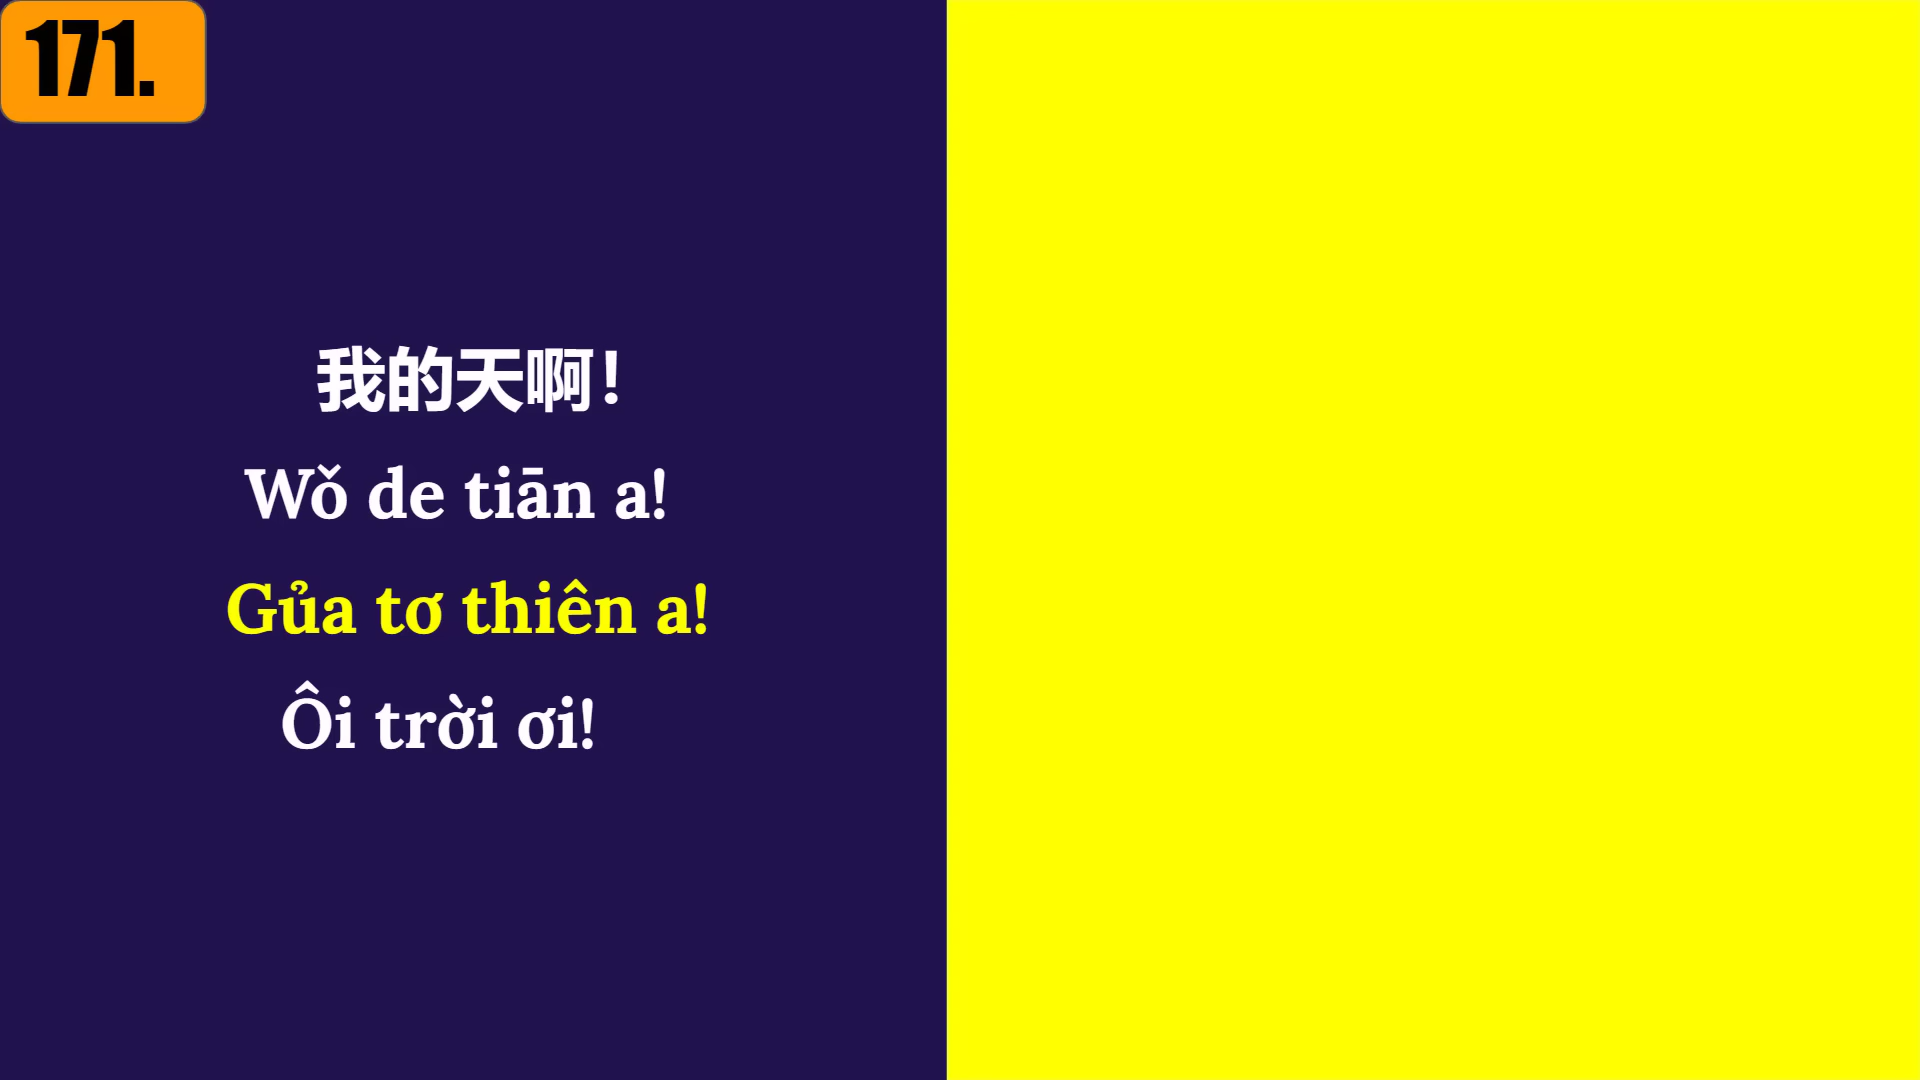 171.
我的天啊！
Wǒ de tiān a!
Gủa tơ thiên a!
Ôi trời ơi!